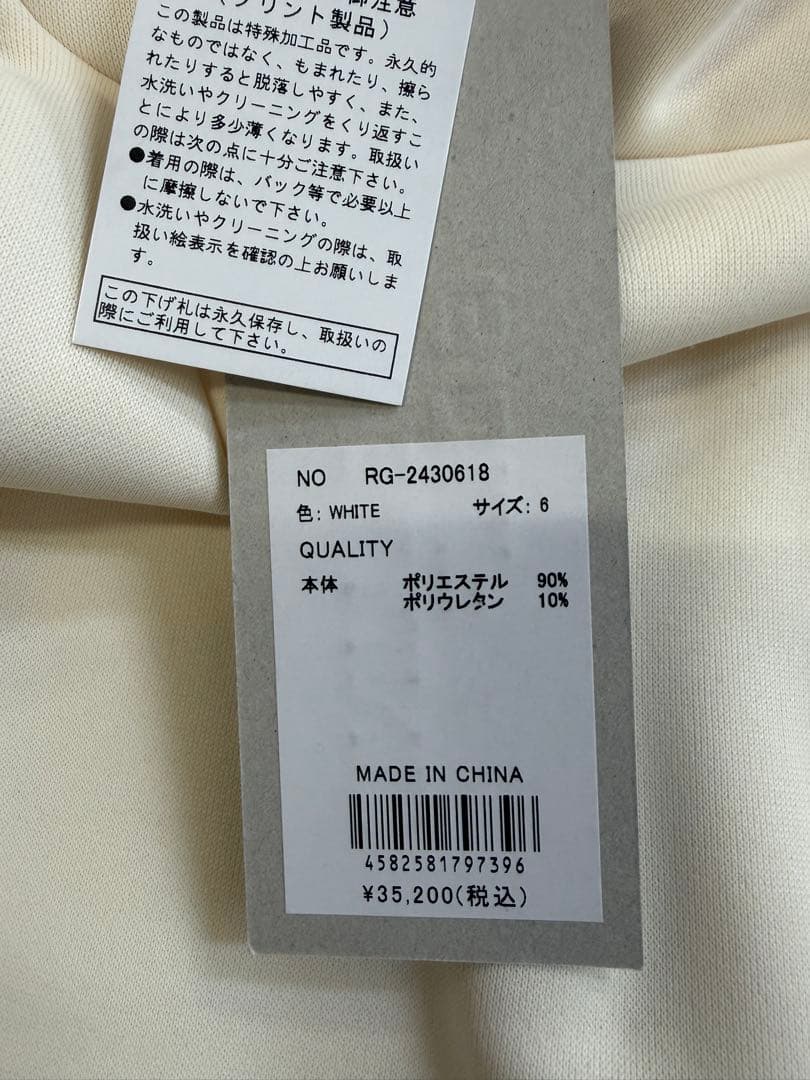 御注意
(プリント製品)
この製品は特殊加工品です。永久的
なものではなく、もまれたり、擦ら
れたりすると脱落しやすく、また、
水洗いやクリーニングをくり返すこ
とにより多少薄くなります。取扱い
の際は次の点に十分ご注意下さい。
●着用の際は、バック等で必要以上
に摩擦しないで下さい。
●水洗いやクリーニングの際は、取
扱い絵表示を確認の上お願いしま
す。
この下げ札は永久保存し、取扱いの
際にご利用して下さい。
NO RG-2430618
色: WHITE サイズ: 6
QUALITY
本体 ポリエステル 90%
ポリウレタン 10%
MADE IN CHINA
4582581797396
¥35,200(税込)